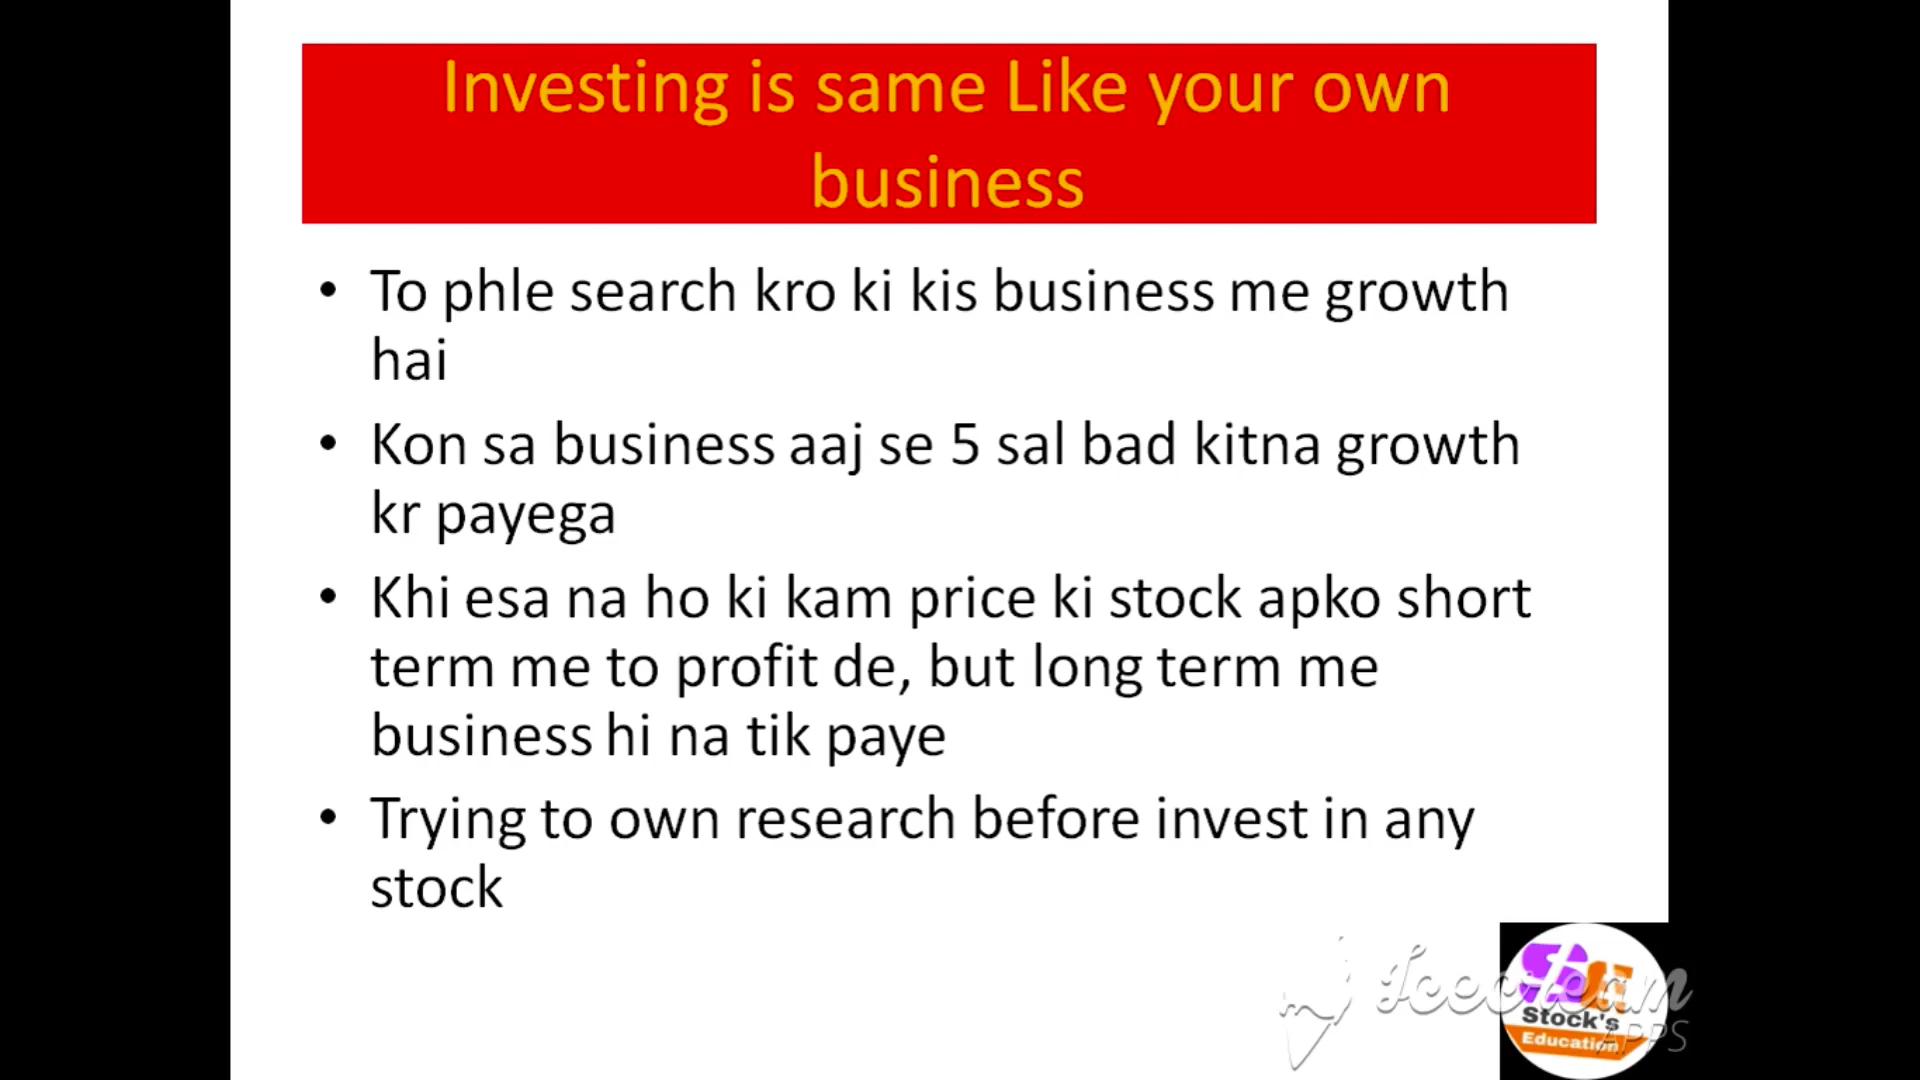 Investing is same Like your own
business
• To phle search kro ki kis business me growth
hai
• Kon sa business aaj se 5 sal bad kitna growth
kr payega
• Khi esa na ho ki kam price ki stock apko short
term me to profit de, but long term me
business hi na tik paye
• Trying to own research before invest in any
stock
Icecream
APPS
Stock's
Education